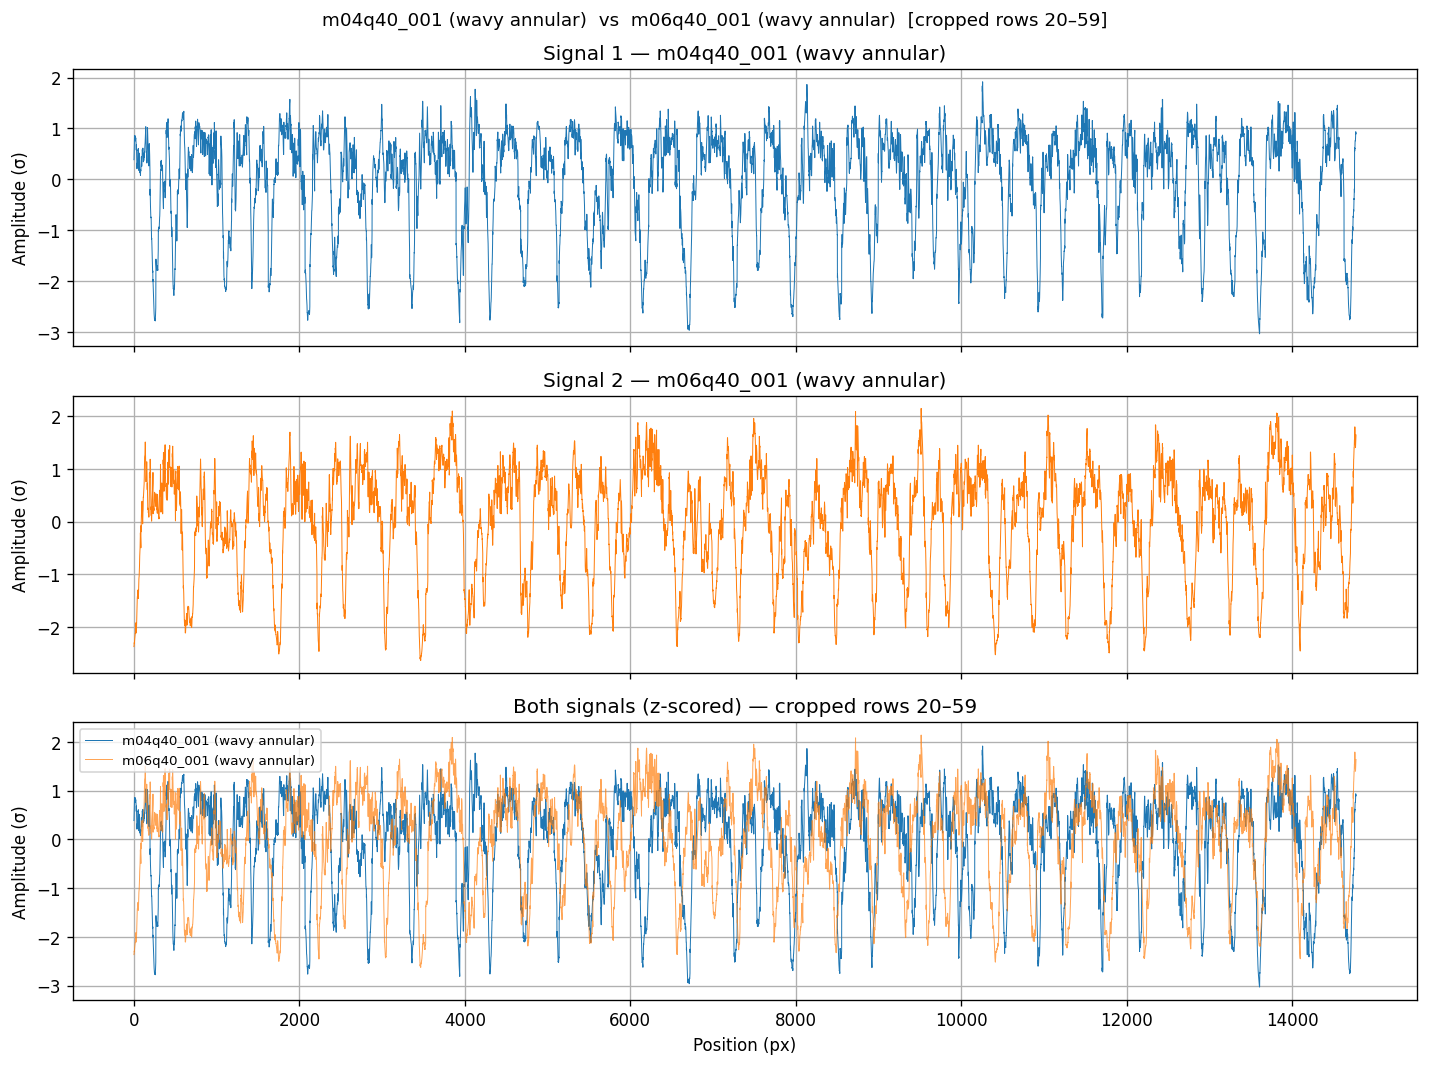 m04q40_001 (wavy annular)  vs  m06q40_001 (wavy annular)  [cropped rows 20–59]
Signal 1 — m04q40_001 (wavy annular)
2
1
0
−1
−2
−3
Amplitude (σ)
Signal 2 — m06q40_001 (wavy annular)
2
1
0
−1
−2
Amplitude (σ)
Both signals (z-scored) — cropped rows 20–59
m04q40_001 (wavy annular)
m06q40_001 (wavy annular)
2
1
0
−1
−2
−3
Amplitude (σ)
0 2000 4000 6000 8000 10000 12000 14000
Position (px)